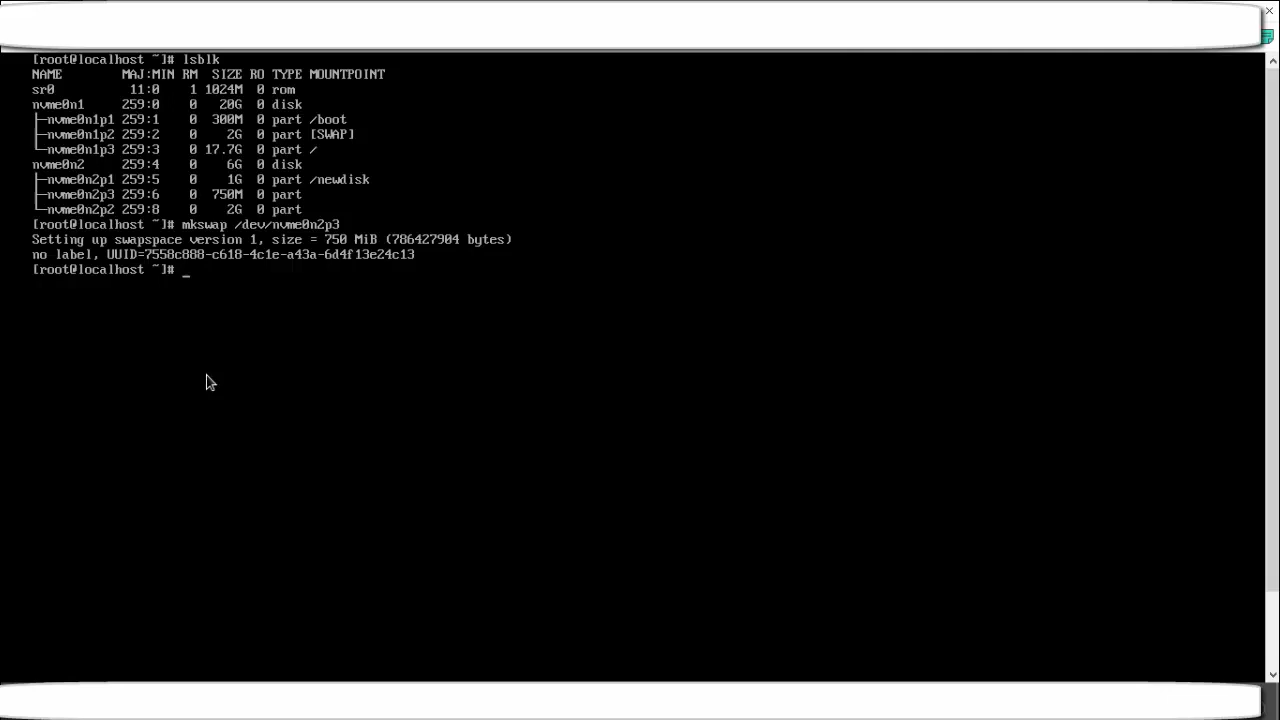 [root@localhost ~]# lsblk
NAME        MAJ:MIN RM  SIZE RO TYPE MOUNTPOINT
sr0          11:0    1 1024M  0 rom
nvme0n1     259:0    0   20G  0 disk
├─nvme0n1p1 259:1    0  300M  0 part /boot
├─nvme0n1p2 259:2    0    2G  0 part [SWAP]
└─nvme0n1p3 259:3    0 17.7G  0 part /
nvme0n2     259:4    0    6G  0 disk
├─nvme0n2p1 259:5    0    1G  0 part /newdisk
├─nvme0n2p3 259:6    0  750M  0 part
└─nvme0n2p2 259:8    0    2G  0 part
[root@localhost ~]# mkswap /dev/nvme0n2p3
Setting up swapspace version 1, size = 750 MiB (786427904 bytes)
no label, UUID=7558c888-c618-4c1e-a43a-6d4f13e24c13
[root@localhost ~]# _